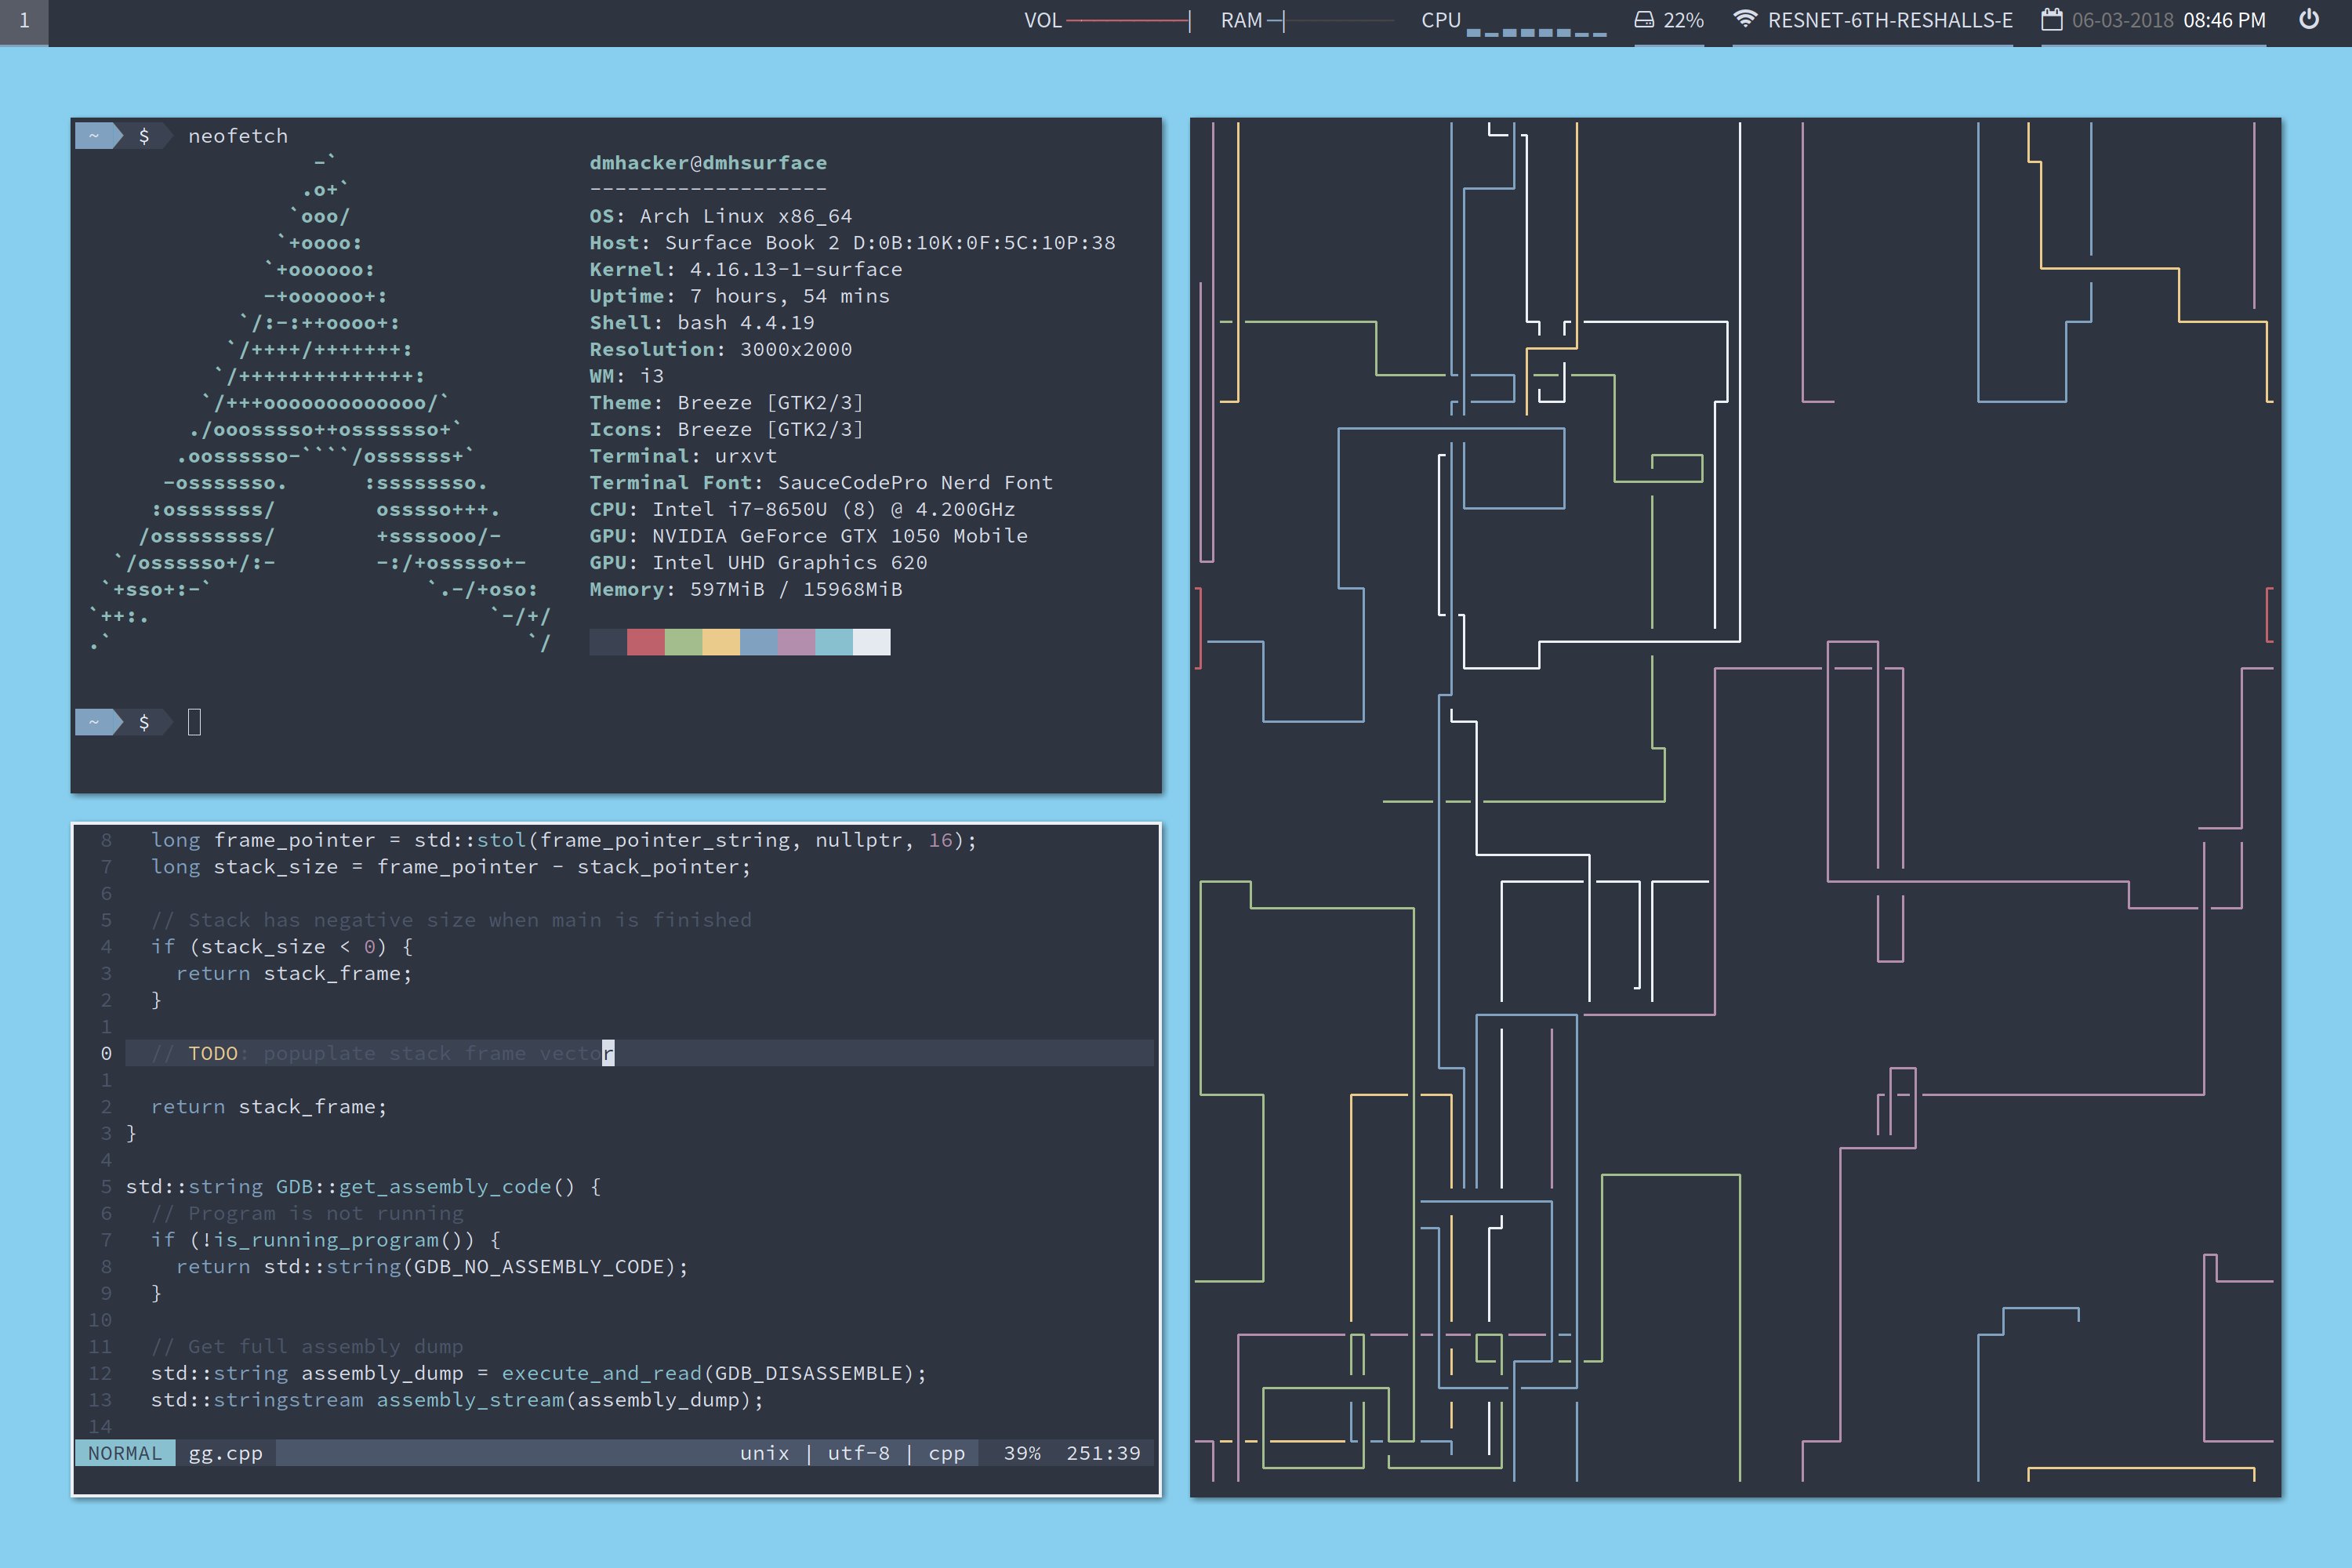 1 VOL RAM CPU 22% RESNET-6TH-RESHALLS-E 06-03-2018 08:46 PM
~ $ neofetch
-`
.o+`
`ooo/
`+oooo:
`+oooooo:
-+oooooo+:
`/:-:++oooo+:
`/++++/+++++++:
`/++++++++++++++:
`/+++ooooooooooooo/`
./ooosssso++osssssso+`
.oossssso-````/ossssss+`
-osssssso. :ssssssso.
:osssssss/ osssso+++.
/ossssssss/ +ssssooo/-
`/ossssso+/:- -:/+osssso+-
`+sso+:-` `.-/+oso:
`++:. `-/+/
.` `/
dmhacker@dmhsurface
-------------------
OS: Arch Linux x86_64
Host: Surface Book 2 D:0B:10K:0F:5C:10P:38
Kernel: 4.16.13-1-surface
Uptime: 7 hours, 54 mins
Shell: bash 4.4.19
Resolution: 3000x2000
WM: i3
Theme: Breeze [GTK2/3]
Icons: Breeze [GTK2/3]
Terminal: urxvt
Terminal Font: SauceCodePro Nerd Font
CPU: Intel i7-8650U (8) @ 4.200GHz
GPU: NVIDIA GeForce GTX 1050 Mobile
GPU: Intel UHD Graphics 620
Memory: 597MiB / 15968MiB
~ $
8 long frame_pointer = std::stol(frame_pointer_string, nullptr, 16);
7 long stack_size = frame_pointer - stack_pointer;
6
5 // Stack has negative size when main is finished
4 if (stack_size < 0) {
3 return stack_frame;
2 }
1
0 // TODO: popuplate stack frame vector
1
2 return stack_frame;
3 }
4
5 std::string GDB::get_assembly_code() {
6 // Program is not running
7 if (!is_running_program()) {
8 return std::string(GDB_NO_ASSEMBLY_CODE);
9 }
10
11 // Get full assembly dump
12 std::string assembly_dump = execute_and_read(GDB_DISASSEMBLE);
13 std::stringstream assembly_stream(assembly_dump);
14
NORMAL gg.cpp unix | utf-8 | cpp 39% 251:39